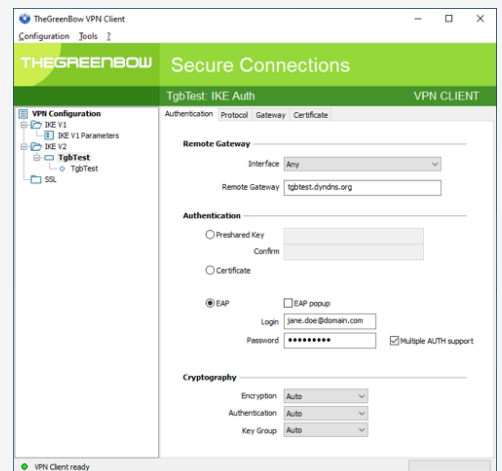 TheGreenBow VPN Client
Configuration Tools ?
THEGREENBOW
Secure Connections
TgbTest: IKE Auth
VPN CLIENT
VPN Configuration
IKE V1
IKE V1 Parameters
IKE V2
TgbTest
TgbTest
SSL
Authentication Protocol Gateway Certificate
Remote Gateway
Interface Any
Remote Gateway tgbtest.dyndns.org
Authentication
Preshared Key
Confirm
Certificate
EAP EAP popup
Login jane.doe@domain.com
Password ●●●●●●●●● Multiple AUTH support
Cryptography
Encryption Auto
Authentication Auto
Key Group Auto
VPN Client ready